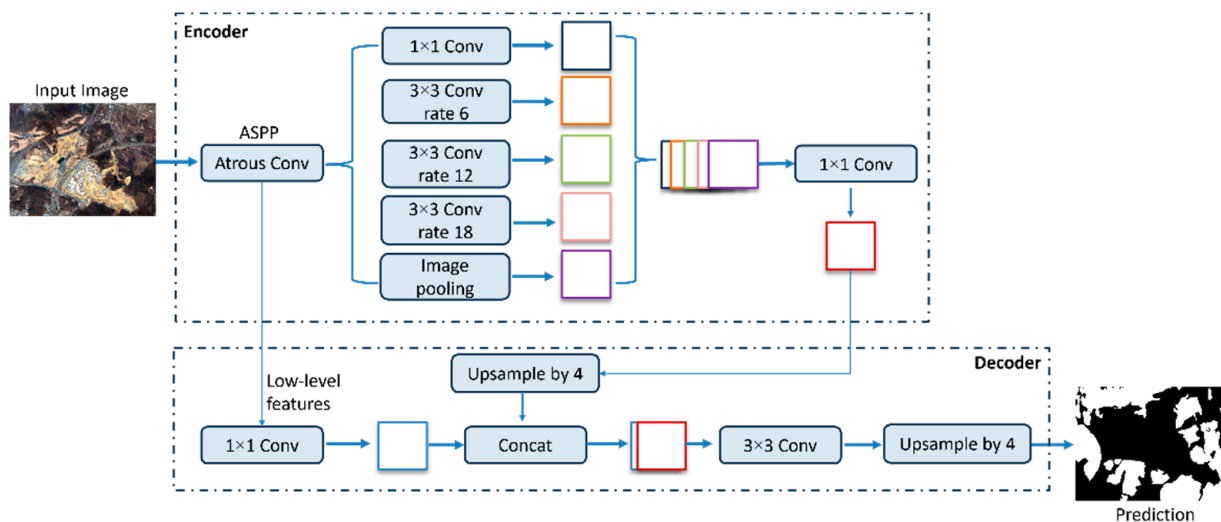 Encoder
Input Image
ASPP
Atrous Conv
1×1 Conv
3×3 Conv
rate 6
3×3 Conv
rate 12
3×3 Conv
rate 18
Image
pooling
1×1 Conv
Decoder
Low-level
features
Upsample by 4
1×1 Conv
Concat
3×3 Conv
Upsample by 4
Prediction